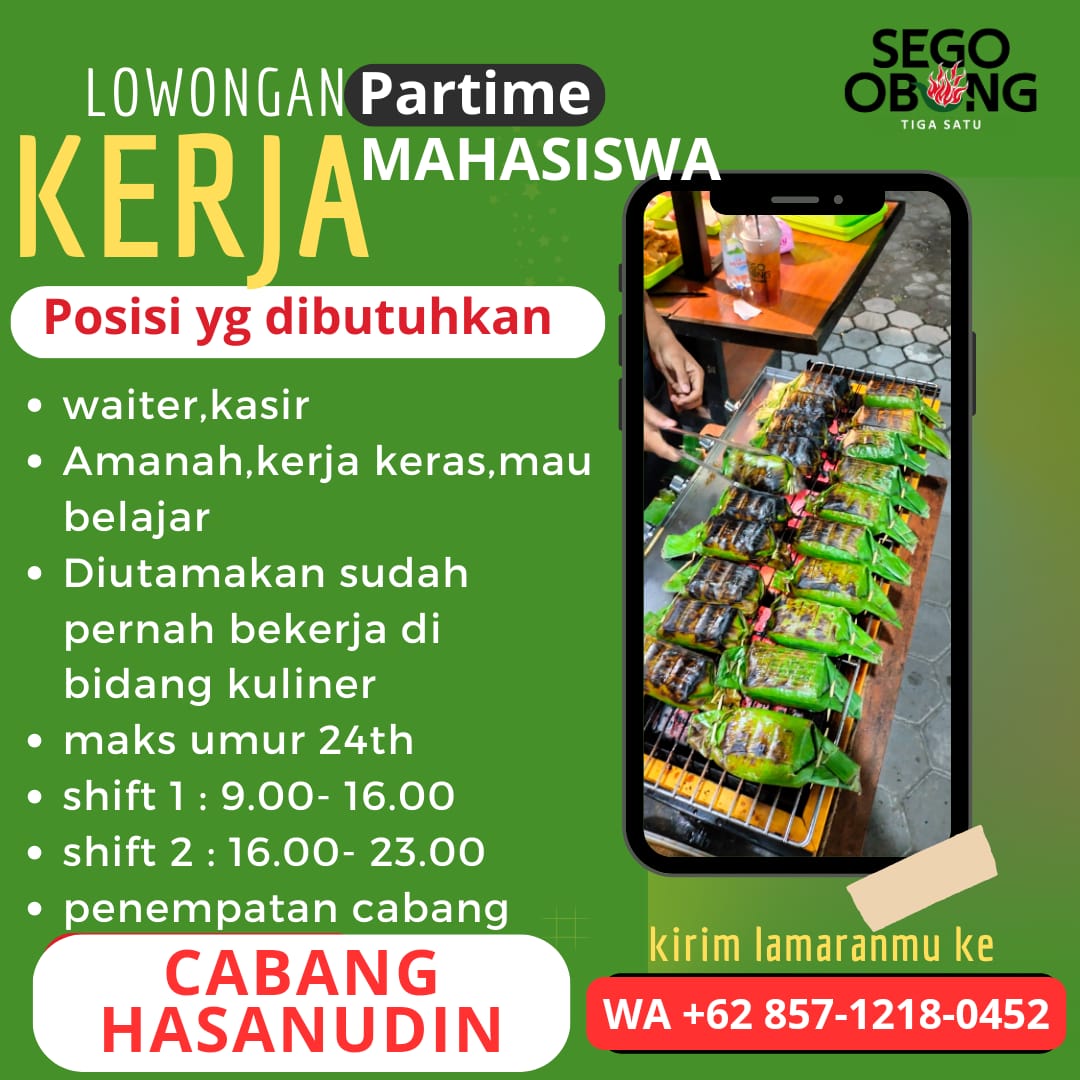 SEGO
OBONG
TIGA SATU
LOWONGAN Partime
KERJA MAHASISWA
Posisi yg dibutuhkan
• waiter,kasir
• Amanah,kerja keras,mau
belajar
• Diutamakan sudah
pernah bekerja di
bidang kuliner
• maks umur 24th
• shift 1 : 9.00- 16.00
• shift 2 : 16.00- 23.00
• penempatan cabang
CABANG
HASANUDIN
kirim lamaranmu ke
WA +62 857-1218-0452
SEGO